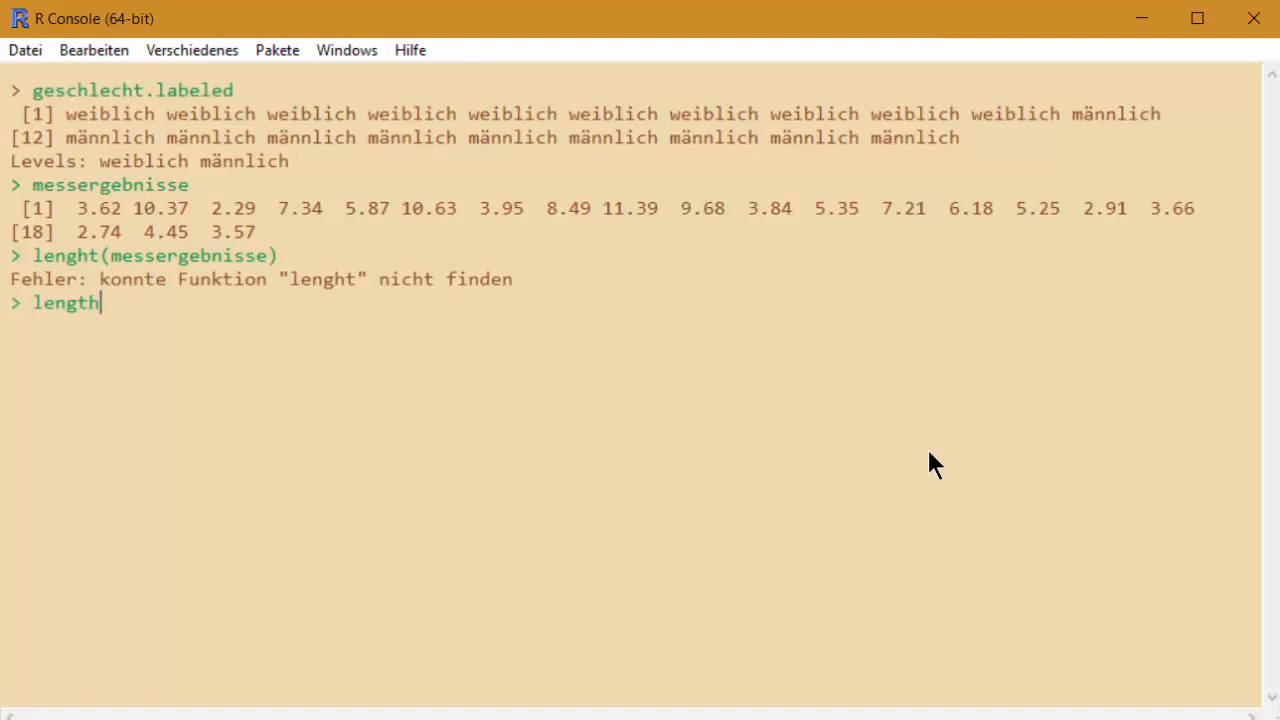 R Console (64-bit)
Datei Bearbeiten Verschiedenes Pakete Windows Hilfe
> geschlecht.labeled
[1] weiblich weiblich weiblich weiblich weiblich weiblich weiblich weiblich weiblich weiblich männlich
[12] männlich männlich männlich männlich männlich männlich männlich männlich männlich
Levels: weiblich männlich
> messergebnisse
[1] 3.62 10.37 2.29 7.34 5.87 10.63 3.95 8.49 11.39 9.68 3.84 5.35 7.21 6.18 5.25 2.91 3.66
[18] 2.74 4.45 3.57
> lenght(messergebnisse)
Fehler: konnte Funktion "lenght" nicht finden
> length